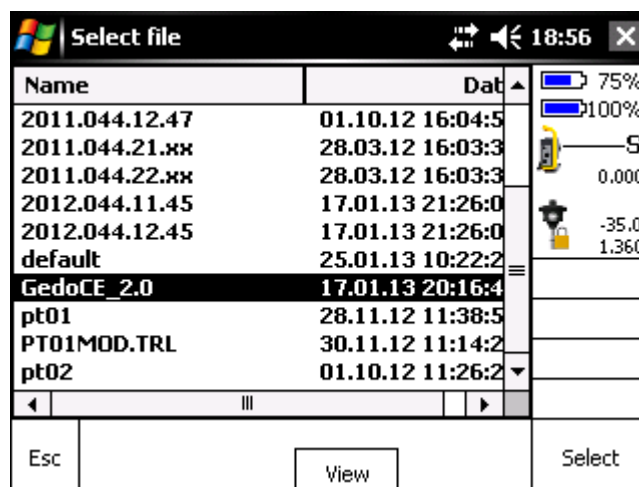 Select file 18:56
Name Dat 75%
2011.044.12.47 01.10.12 16:04:5 100%
2011.044.21.xx 28.03.12 16:03:3 S
2011.044.22.xx 28.03.12 16:03:3 0.000
2012.044.11.45 17.01.13 21:26:0
2012.044.12.45 17.01.13 21:26:0 -35.0
default 25.01.13 10:22:2 1.360
GedoCE_2.0 17.01.13 20:16:4
pt01 28.11.12 11:38:5
PT01MOD.TRL 30.11.12 11:14:2
pt02 01.10.12 11:26:2
Esc View Select